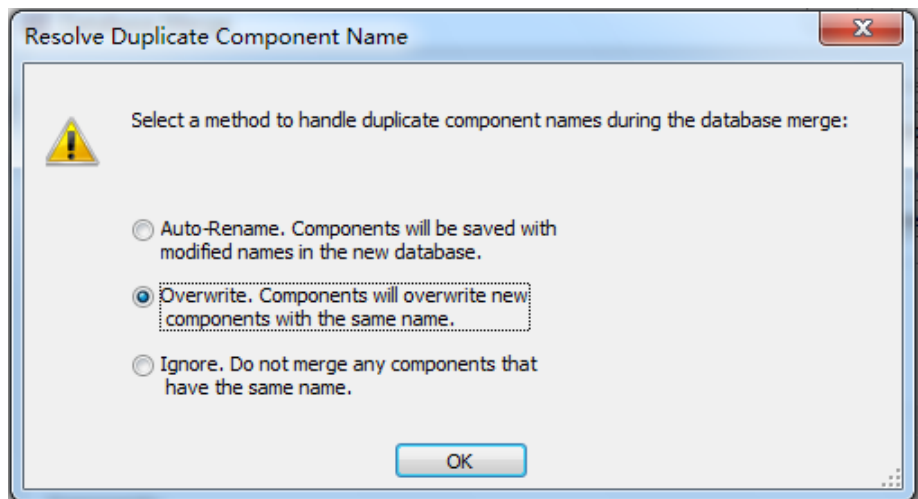 Resolve Duplicate Component Name
Select a method to handle duplicate component names during the database merge:
Auto-Rename. Components will be saved with
modified names in the new database.
Overwrite. Components will overwrite new
components with the same name.
Ignore. Do not merge any components that
have the same name.
OK